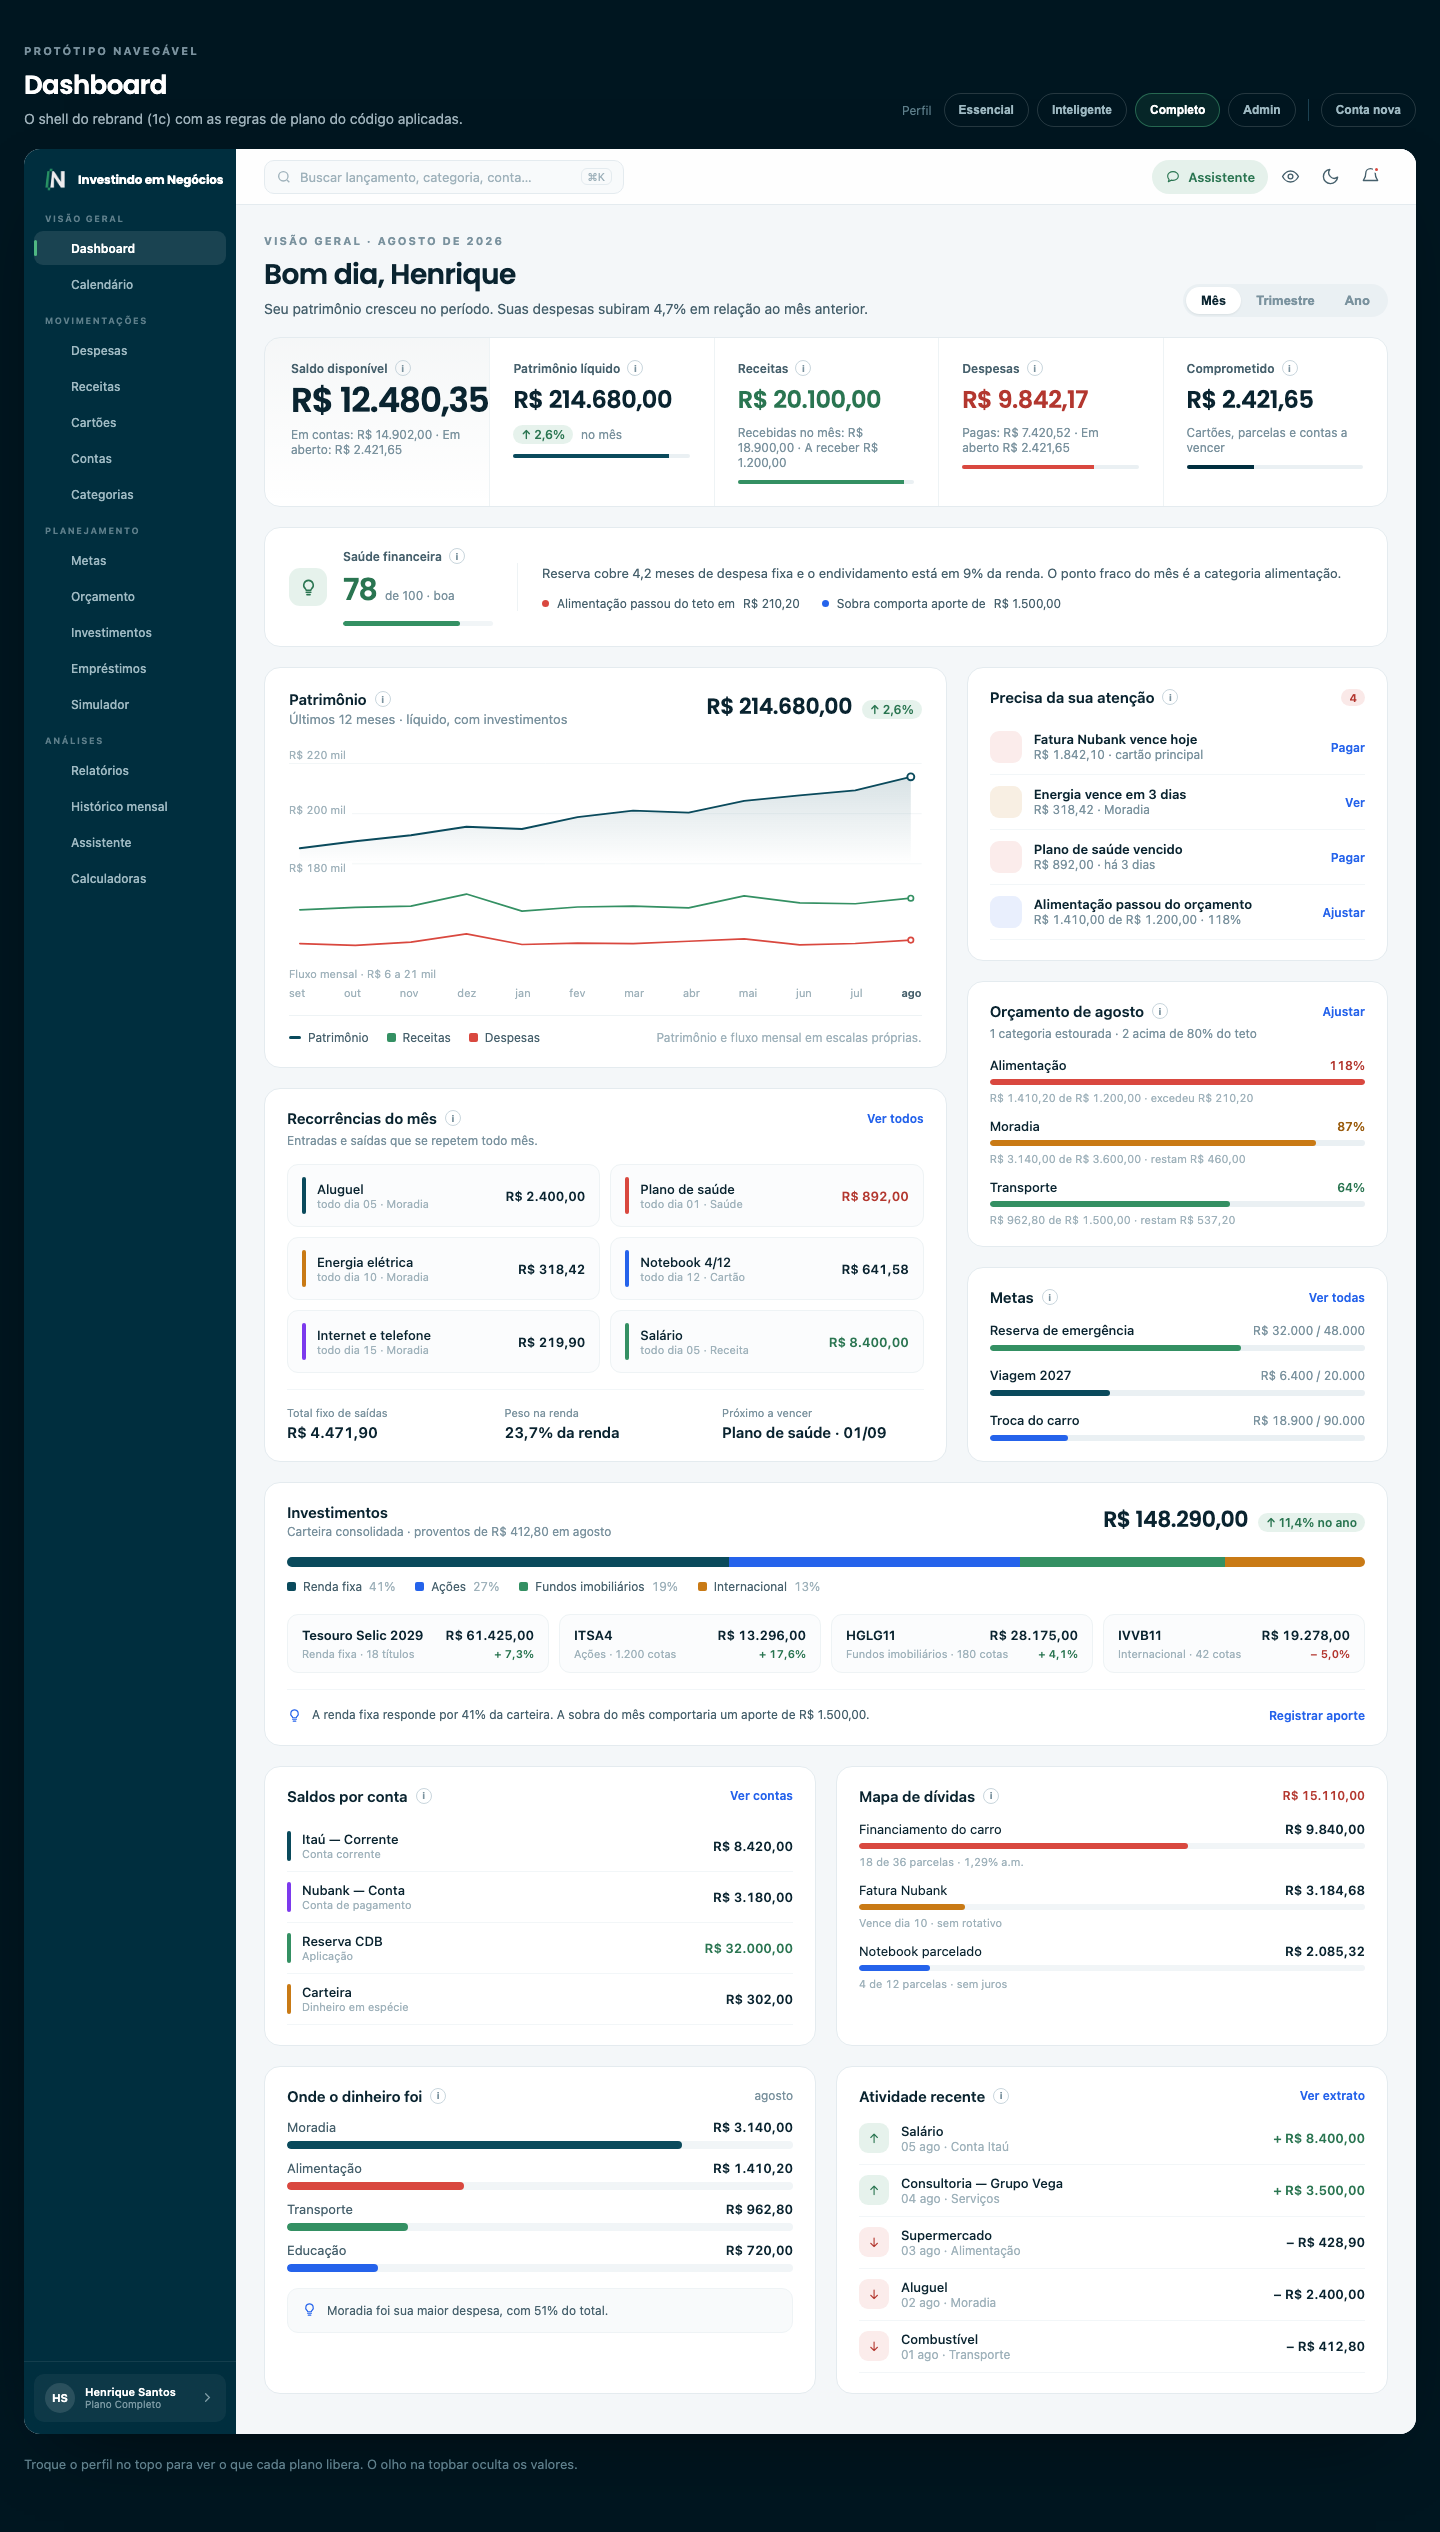 PROTÓTIPO NAVEGÁVEL
Dashboard
O shell do rebrand (1c) com as regras de plano do código aplicadas.
Perfil
Essencial
Inteligente
Completo
Admin
Conta nova
Investindo em Negócios
VISÃO GERAL
Dashboard
Calendário
MOVIMENTAÇÕES
Despesas
Receitas
Cartões
Contas
Categorias
PLANEJAMENTO
Metas
Orçamento
Investimentos
Empréstimos
Simulador
ANÁLISES
Relatórios
Histórico mensal
Assistente
Calculadoras
HS
Henrique Santos
Plano Completo
Buscar lançamento, categoria, conta...
⌘K
Assistente
VISÃO GERAL · AGOSTO DE 2026
Bom dia, Henrique
Seu patrimônio cresceu no período. Suas despesas subiram 4,7% em relação ao mês anterior.
Mês
Trimestre
Ano
Saldo disponível i
R$ 12.480,35
Em contas: R$ 14.902,00 · Em
aberto: R$ 2.421,65
Patrimônio líquido i
R$ 214.680,00
↑ 2,6% no mês
Receitas i
R$ 20.100,00
Recebidas no mês: R$
18.900,00 · A receber R$
1.200,00
Despesas i
R$ 9.842,17
Pagas: R$ 7.420,52 · Em
aberto R$ 2.421,65
Comprometido i
R$ 2.421,65
Cartões, parcelas e contas a
vencer
Saúde financeira i
78 de 100 · boa
Reserva cobre 4,2 meses de despesa fixa e o endividamento está em 9% da renda. O ponto fraco do mês é a categoria alimentação.
Alimentação passou do teto em R$ 210,20
Sobra comporta aporte de R$ 1.500,00
Patrimônio i
Últimos 12 meses · líquido, com investimentos
R$ 214.680,00 ↑ 2,6%
R$ 220 mil
R$ 200 mil
R$ 180 mil
Fluxo mensal · R$ 6 a 21 mil
set out nov dez jan fev mar abr mai jun jul ago
Patrimônio
Receitas
Despesas
Patrimônio e fluxo mensal em escalas próprias.
Precisa da sua atenção i
4
Fatura Nubank vence hoje
R$ 1.842,10 · cartão principal
Pagar
Energia vence em 3 dias
R$ 318,42 · Moradia
Ver
Plano de saúde vencido
R$ 892,00 · há 3 dias
Pagar
Alimentação passou do orçamento
R$ 1.410,00 de R$ 1.200,00 · 118%
Ajustar
Orçamento de agosto i
Ajustar
1 categoria estourada · 2 acima de 80% do teto
Alimentação 118%
R$ 1.410,20 de R$ 1.200,00 · excedeu R$ 210,20
Moradia 87%
R$ 3.140,00 de R$ 3.600,00 · restam R$ 460,00
Transporte 64%
R$ 962,80 de R$ 1.500,00 · restam R$ 537,20
Recorrências do mês i
Ver todos
Entradas e saídas que se repetem todo mês.
Aluguel
todo dia 05 · Moradia
R$ 2.400,00
Plano de saúde
todo dia 01 · Saúde
R$ 892,00
Energia elétrica
todo dia 10 · Moradia
R$ 318,42
Notebook 4/12
todo dia 12 · Cartão
R$ 641,58
Internet e telefone
todo dia 15 · Moradia
R$ 219,90
Salário
todo dia 05 · Receita
R$ 8.400,00
Total fixo de saídas
R$ 4.471,90
Peso na renda
23,7% da renda
Próximo a vencer
Plano de saúde · 01/09
Metas i
Ver todas
Reserva de emergência R$ 32.000 / 48.000
Viagem 2027 R$ 6.400 / 20.000
Troca do carro R$ 18.900 / 90.000
Investimentos
Carteira consolidada · proventos de R$ 412,80 em agosto
R$ 148.290,00 ↑ 11,4% no ano
Renda fixa 41%
Ações 27%
Fundos imobiliários 19%
Internacional 13%
Tesouro Selic 2029 R$ 61.425,00
Renda fixa · 18 títulos + 7,3%
ITSA4 R$ 13.296,00
Ações · 1.200 cotas + 17,6%
HGLG11 R$ 28.175,00
Fundos imobiliários · 180 cotas + 4,1%
IVVB11 R$ 19.278,00
Internacional · 42 cotas − 5,0%
A renda fixa responde por 41% da carteira. A sobra do mês comportaria um aporte de R$ 1.500,00.
Registrar aporte
Saldos por conta i
Ver contas
Itaú — Corrente
Conta corrente
R$ 8.420,00
Nubank — Conta
Conta de pagamento
R$ 3.180,00
Reserva CDB
Aplicação
R$ 32.000,00
Carteira
Dinheiro em espécie
R$ 302,00
Mapa de dívidas i
R$ 15.110,00
Financiamento do carro R$ 9.840,00
18 de 36 parcelas · 1,29% a.m.
Fatura Nubank R$ 3.184,68
Vence dia 10 · sem rotativo
Notebook parcelado R$ 2.085,32
4 de 12 parcelas · sem juros
Onde o dinheiro foi i
agosto
Moradia R$ 3.140,00
Alimentação R$ 1.410,20
Transporte R$ 962,80
Educação R$ 720,00
Moradia foi sua maior despesa, com 51% do total.
Atividade recente i
Ver extrato
↑ Salário
05 ago · Conta Itaú
+ R$ 8.400,00
↑ Consultoria — Grupo Vega
04 ago · Serviços
+ R$ 3.500,00
↓ Supermercado
03 ago · Alimentação
− R$ 428,90
↓ Aluguel
02 ago · Moradia
− R$ 2.400,00
↓ Combustível
01 ago · Transporte
− R$ 412,80
Troque o perfil no topo para ver o que cada plano libera. O olho na topbar oculta os valores.